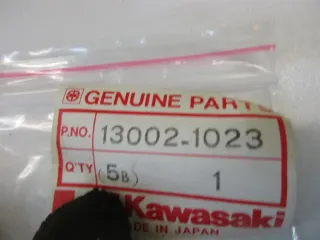 GENUINE PARTS
P.NO. 13002-1023
Q'TY (5B) 1
Kawasaki
MADE IN JAPAN